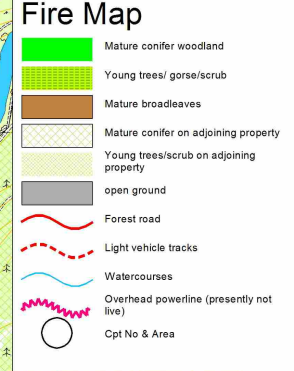 Fire Map
Mature conifer woodland
Young trees/ gorse/scrub
Mature broadleaves
Mature conifer on adjoining property
Young trees/scrub on adjoining
property
open ground
Forest road
Light vehicle tracks
Watercourses
Overhead powerline (presently not
live)
Cpt No & Area